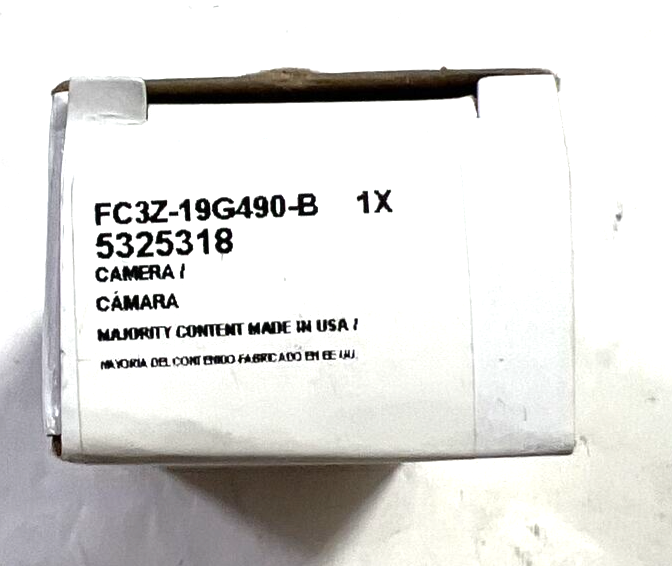 FC3Z-19G490-B 1X
5325318
CAMERA /
CÁMARA
MAJORITY CONTENT MADE IN USA /
MAYORIA DEL CONTENIDO FABRICADO EN EE.UU.